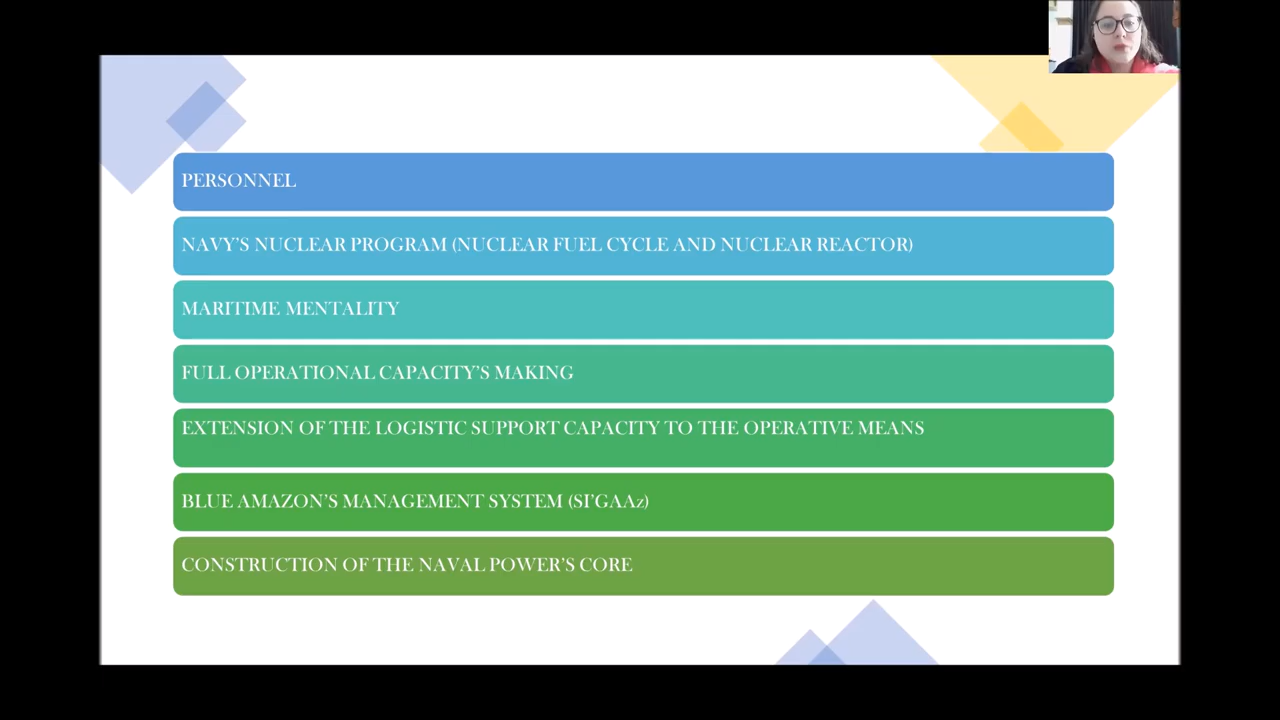 PERSONNEL
NAVY'S NUCLEAR PROGRAM (NUCLEAR FUEL CYCLE AND NUCLEAR REACTOR)
MARITIME MENTALITY
FULL OPERATIONAL CAPACITY'S MAKING
EXTENSION OF THE LOGISTIC SUPPORT CAPACITY TO THE OPERATIVE MEANS
BLUE AMAZON'S MANAGEMENT SYSTEM (SI'GAAz)
CONSTRUCTION OF THE NAVAL POWER'S CORE